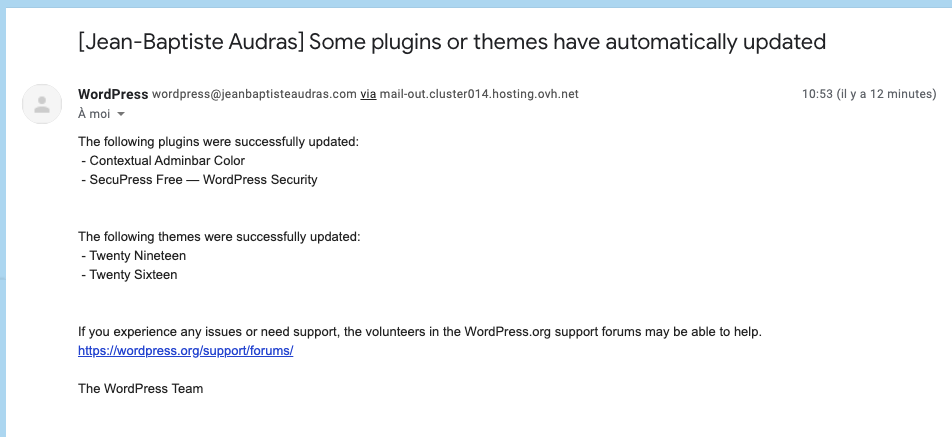 [Jean-Baptiste Audras] Some plugins or themes have automatically updated
WordPress wordpress@jeanbaptisteaudras.com via mail-out.cluster014.hosting.ovh.net 10:53 (il y a 12 minutes)
À moi
The following plugins were successfully updated:
- Contextual Adminbar Color
- SecuPress Free — WordPress Security
The following themes were successfully updated:
- Twenty Nineteen
- Twenty Sixteen
If you experience any issues or need support, the volunteers in the WordPress.org support forums may be able to help.
https://wordpress.org/support/forums/
The WordPress Team